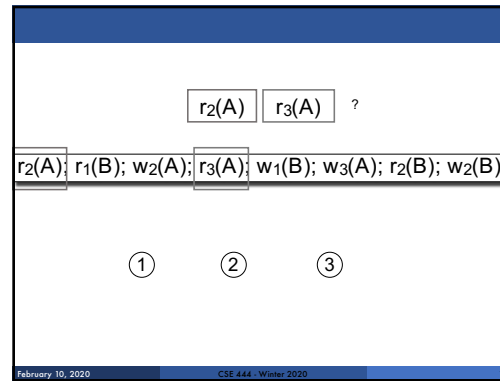 r₂(A) r₃(A) ?
r₂(A); r₁(B); w₂(A); r₃(A); w₁(B); w₃(A); r₂(B); w₂(B)
1 2 3
February 10, 2020 CSE 444 - Winter 2020